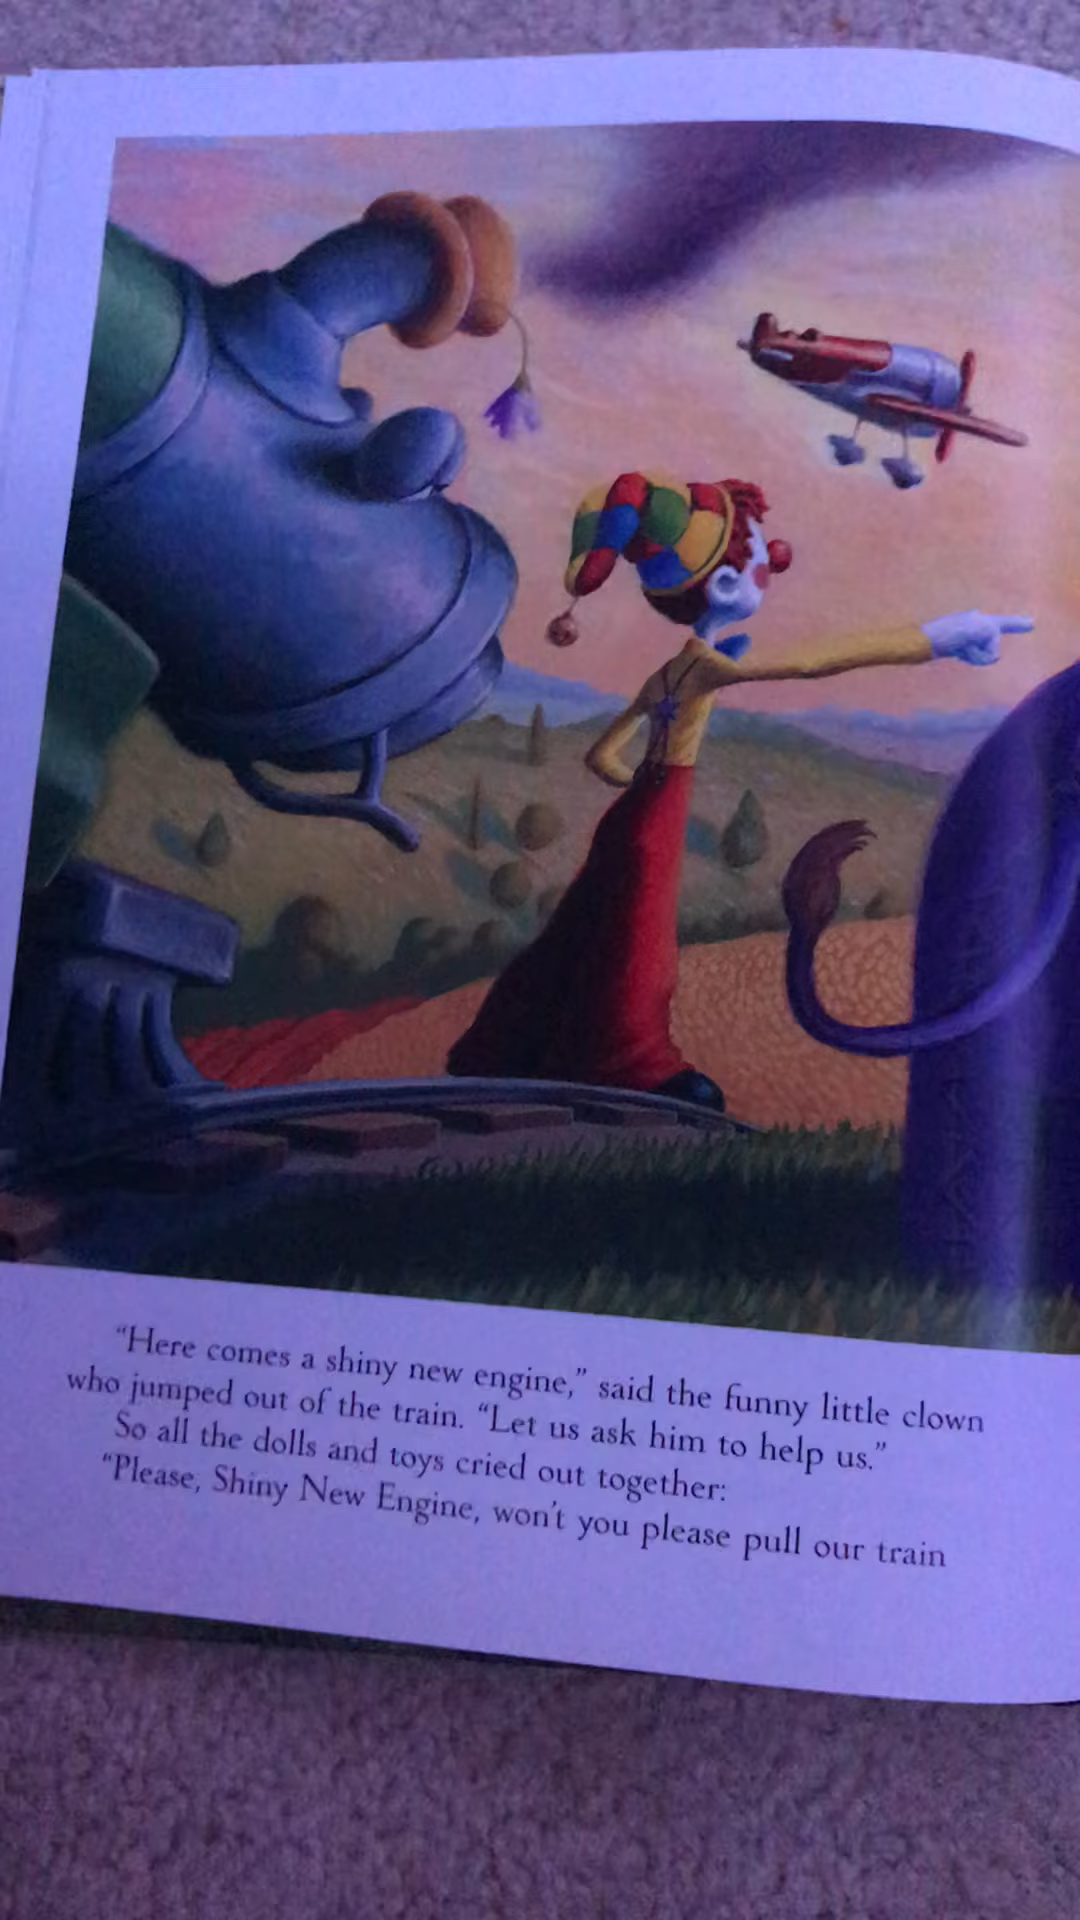 “Here comes a shiny new engine,” said the funny little clown
who jumped out of the train. “Let us ask him to help us.”
So all the dolls and toys cried out together:
“Please, Shiny New Engine, won’t you please pull our train